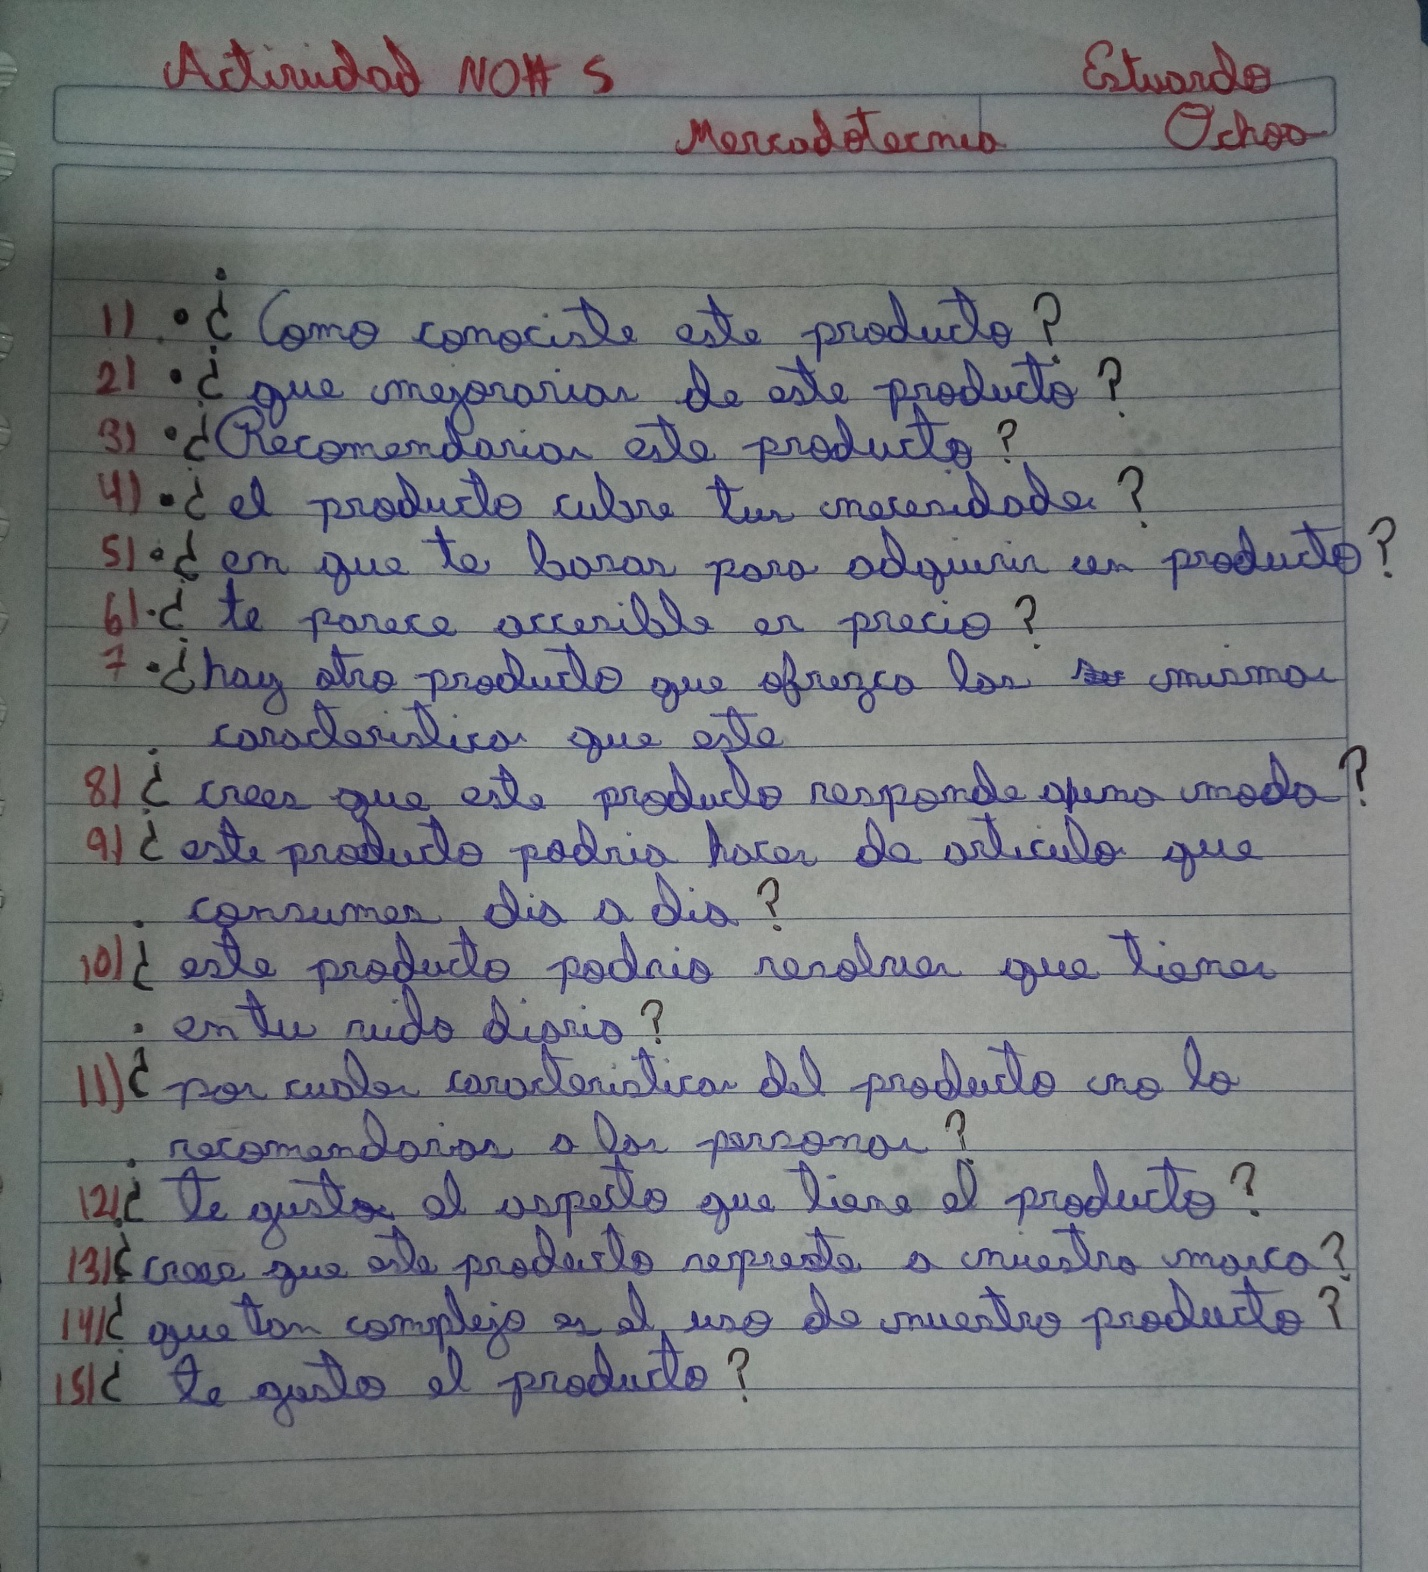 Actividad NO# 5
Estuardo
Mercadotecnia
Ochoa
1) • ¿Como conociste este producto?
2) • ¿que mejorarias de este producto?
3) • ¿Recomendarias este producto?
4) • ¿el producto cubre tus necesidades?
5) • ¿en que te basas para adquirir un producto?
6) • ¿te parece accesible es precio?
7 • ¿hay otro producto que ofrezca las mismas
caracteristicas que este
8) ¿crees que este producto responde moda?
9) ¿este producto podria hacer de articulo que
consumes dia a dia?
10) ¿este producto podria resolver que tienes
en tu vida diario?
11) ¿por cuales caracteristicas del producto no lo
recomendarias a las personas?
12) ¿te gusta el aspecto que tiene el producto?
13) ¿crees que este producto represta a nuestra marca?
14) ¿que tan complejo es el uso de nuestro producto?
15) ¿te gusto el producto?